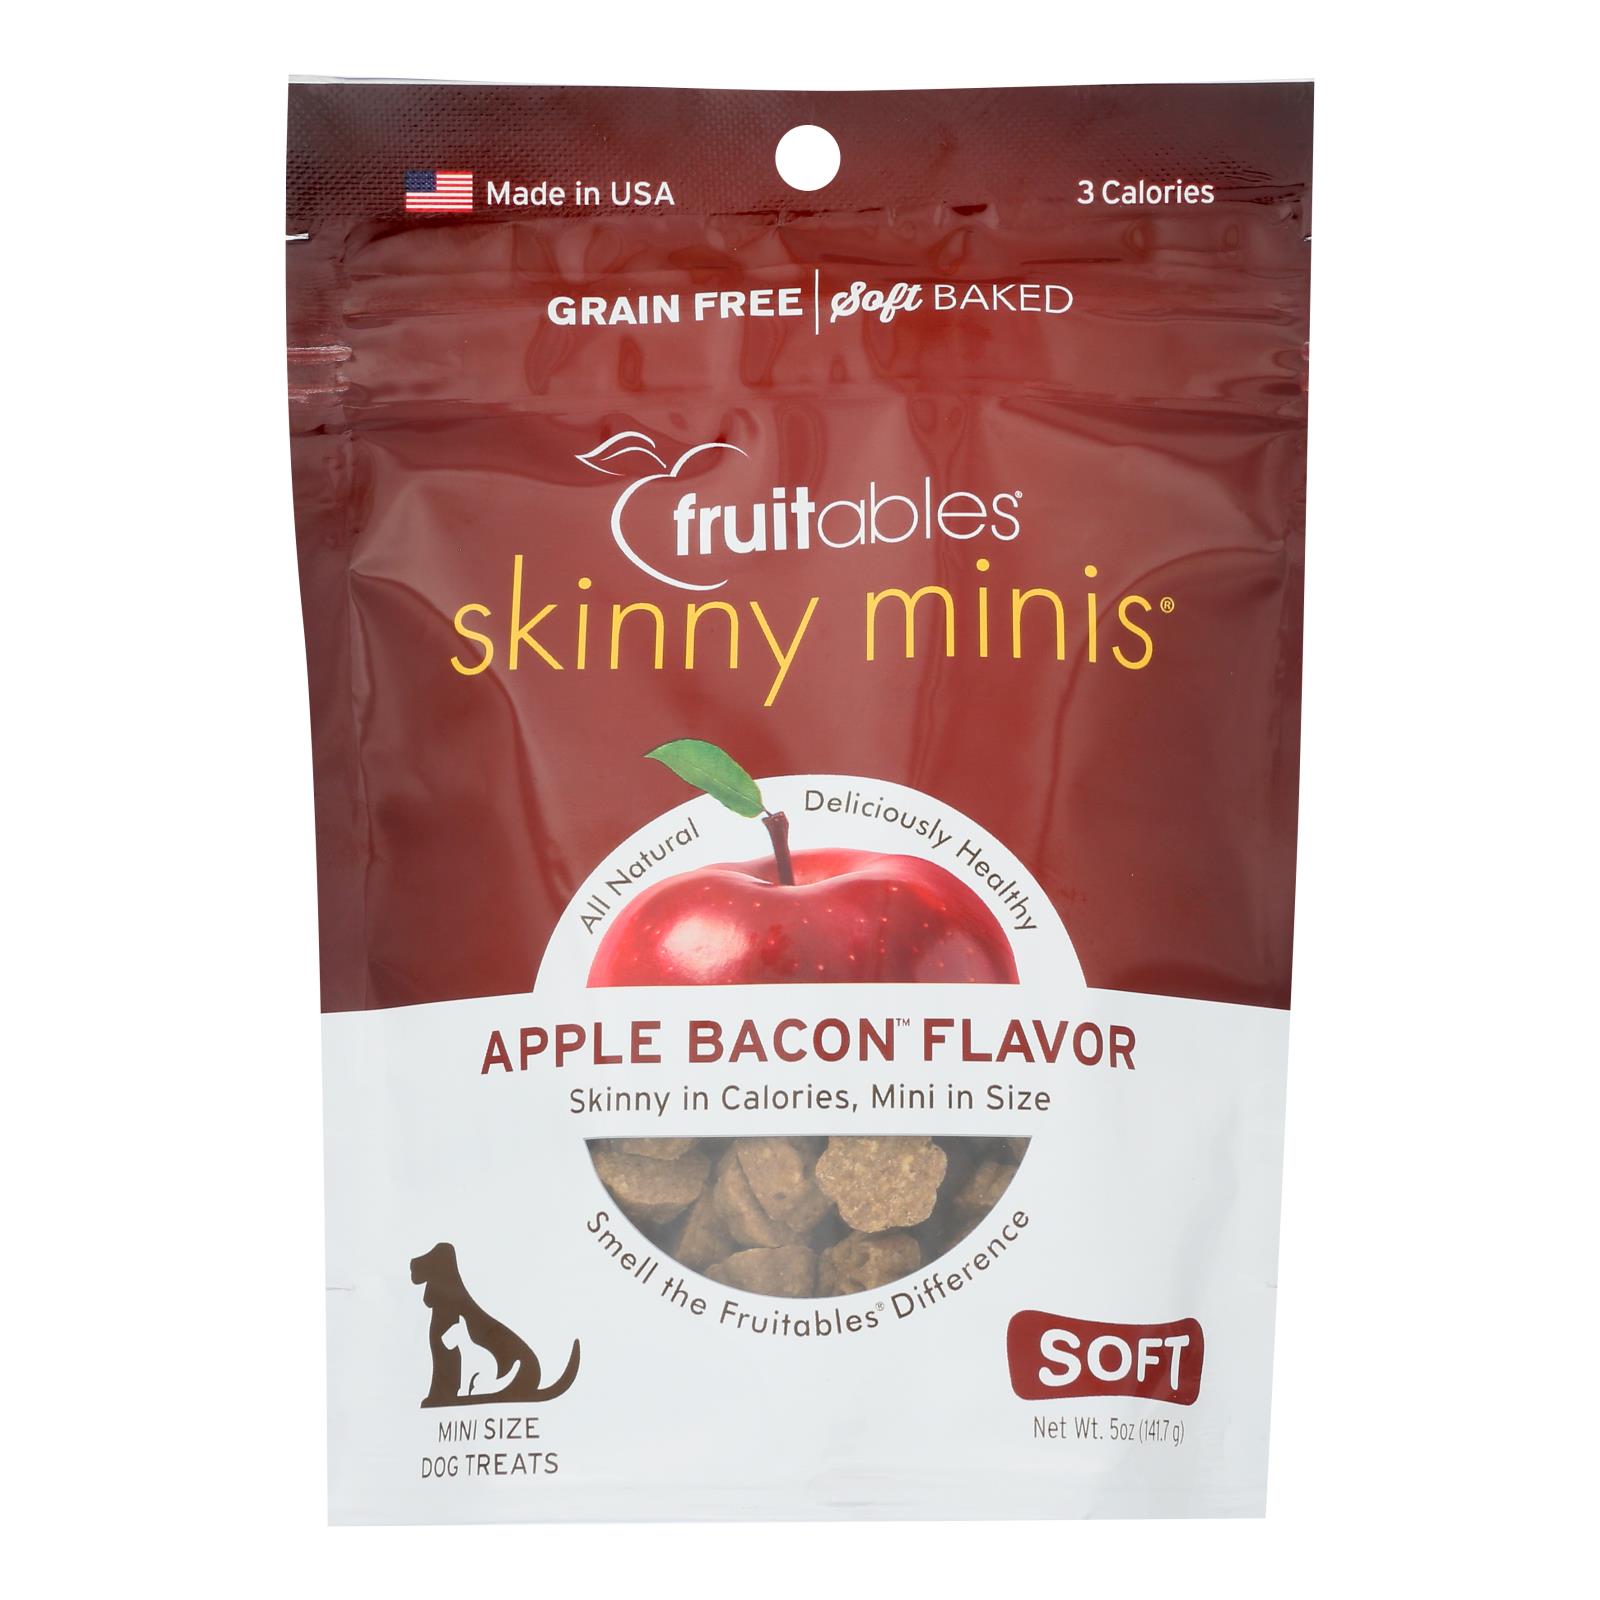 Made in USA
3 Calories
GRAIN FREE | Soft BAKED
fruitables®
skinny minis®
All Natural
Deliciously Healthy
APPLE BACON™ FLAVOR
Skinny in Calories, Mini in Size
Smell the Fruitables® Difference
MINI SIZE
DOG TREATS
SOFT
Net Wt. 5oz (141.7 g)